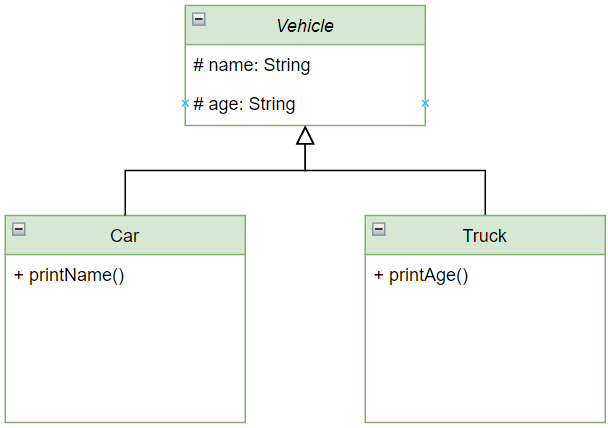 Vehicle
# name: String
# age: String
Car
+ printName()
Truck
+ printAge()